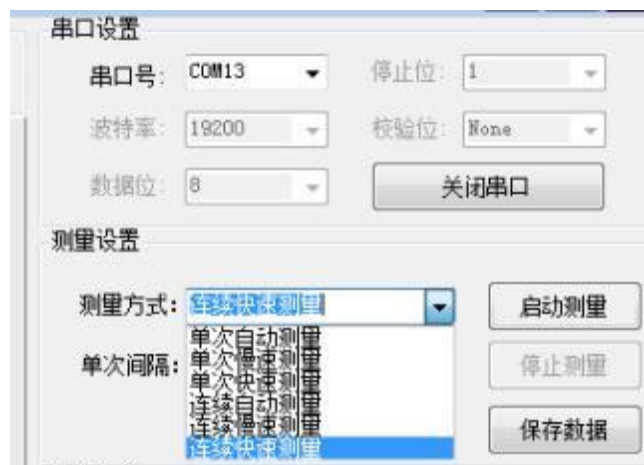 串口设置
串口号: COM13 停止位: 1
波特率: 19200 校验位: None
数据位: 8 关闭串口
测量设置
测量方式: 连续快速测量 启动测量
单次自动测量
单次慢速测量
单次间隔: 单次快速测量 停止测量
连续自动测量
连续慢速测量 保存数据
连续快速测量